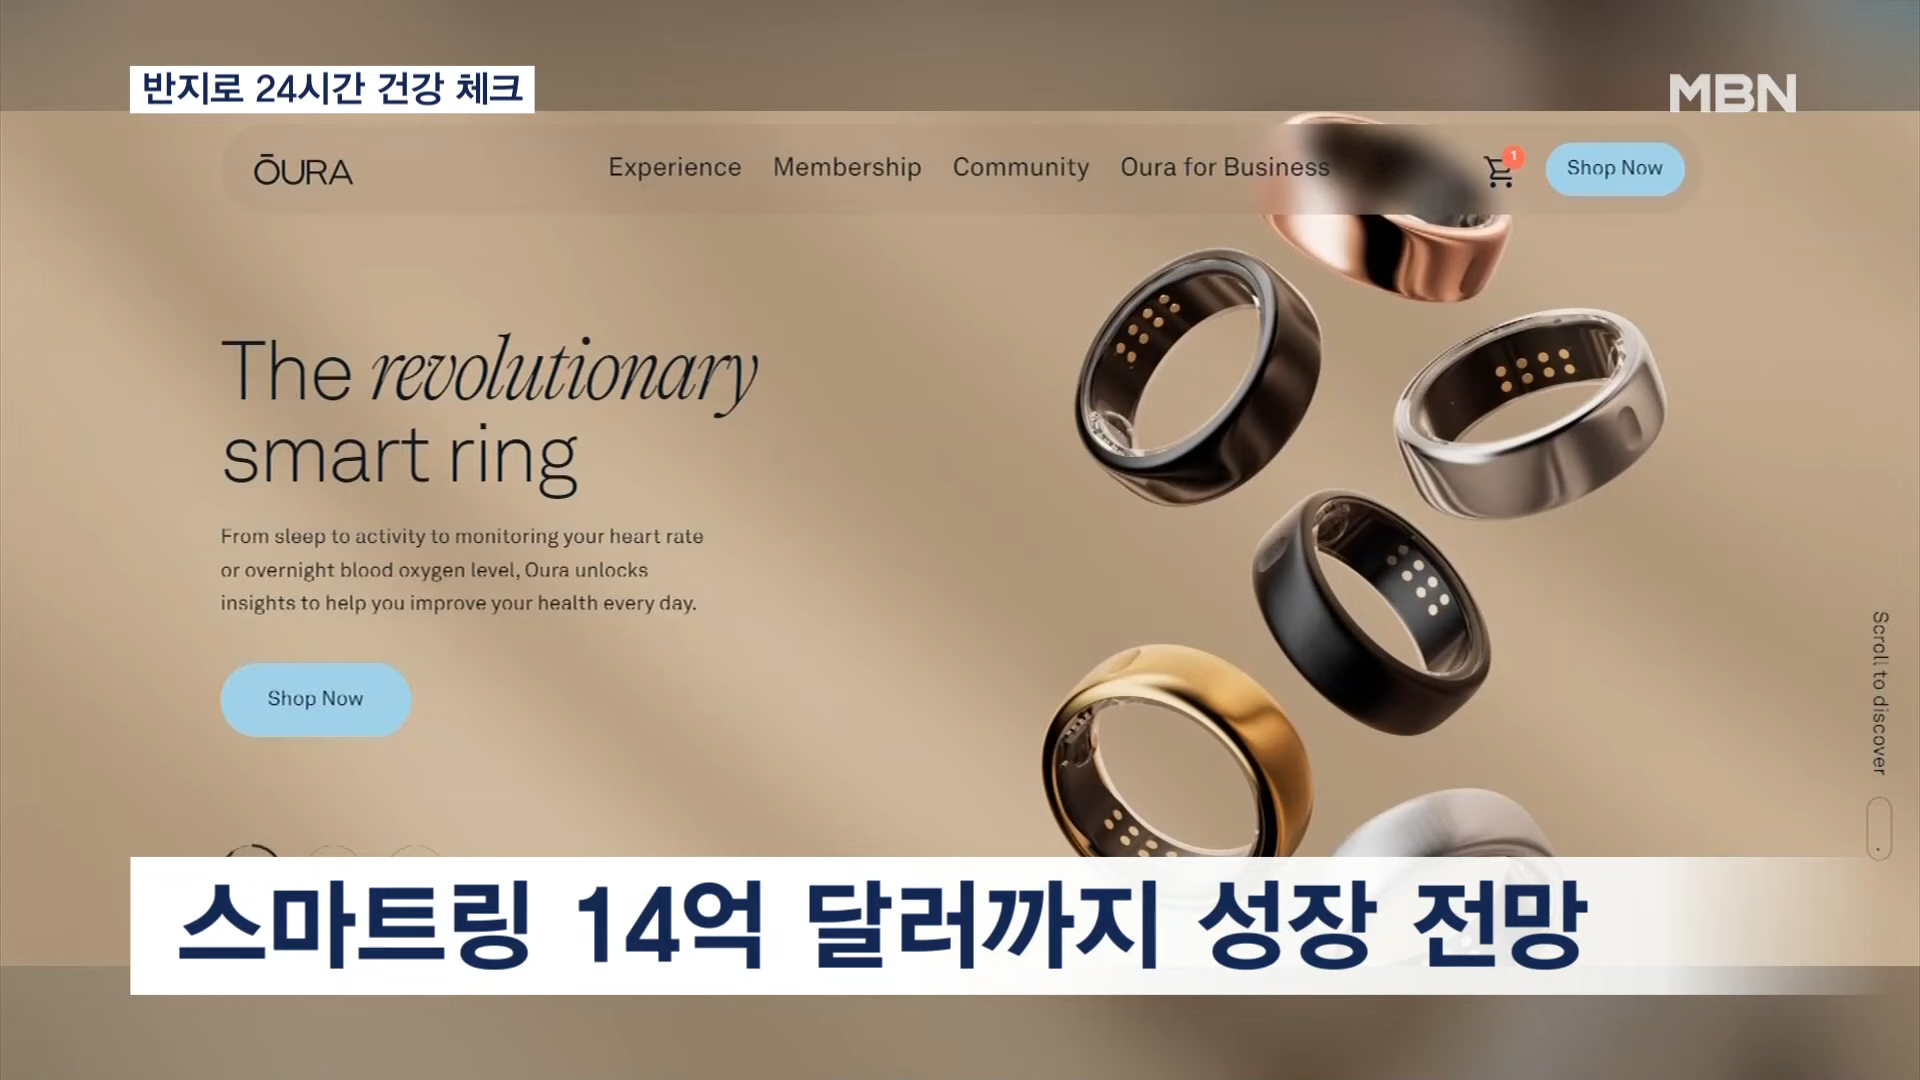 반지로 24시간 건강 체크
MBN
ŌURA
Experience Membership Community Oura for Business
1
Shop Now
The revolutionary
smart ring
From sleep to activity to monitoring your heart rate
or overnight blood oxygen level, Oura unlocks
insights to help you improve your health every day.
Shop Now
Scroll to discover
스마트링 14억 달러까지 성장 전망